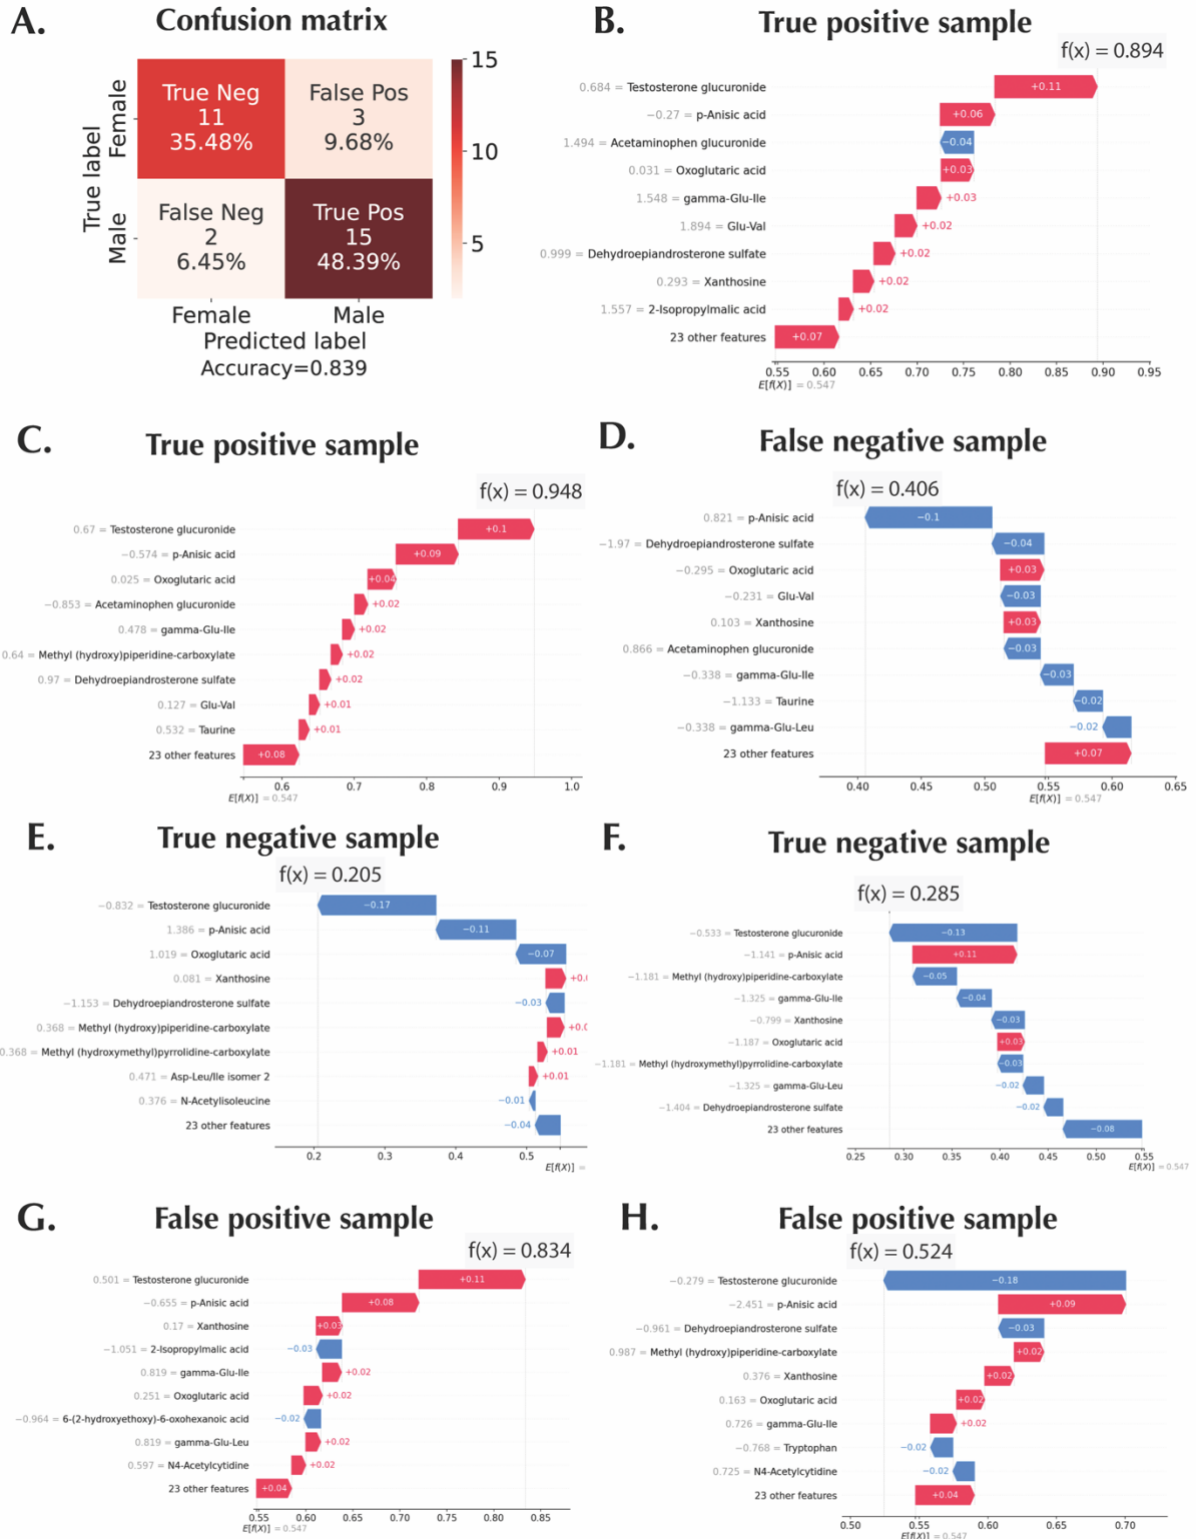 A.
Confusion matrix
True label
Female
Male
True Neg
11
35.48%
False Pos
3
9.68%
False Neg
2
6.45%
True Pos
15
48.39%
15
10
5
Female
Male
Predicted label
Accuracy=0.839
B.
True positive sample
f(x) = 0.894
0.684 = Testosterone glucuronide +0.11
−0.27 = p-Anisic acid +0.06
1.494 = Acetaminophen glucuronide −0.04
0.031 = Oxoglutaric acid +0.03
1.548 = gamma-Glu-Ile +0.03
1.894 = Glu-Val +0.02
0.999 = Dehydroepiandrosterone sulfate +0.02
0.293 = Xanthosine +0.02
1.557 = 2-Isopropylmalic acid +0.02
23 other features +0.07
0.55 0.60 0.65 0.70 0.75 0.80 0.85 0.90 0.95
E[f(X)] = 0.547
C.
True positive sample
f(x) = 0.948
0.67 = Testosterone glucuronide +0.1
−0.574 = p-Anisic acid +0.09
0.025 = Oxoglutaric acid +0.04
−0.853 = Acetaminophen glucuronide +0.02
0.478 = gamma-Glu-Ile +0.02
0.64 = Methyl (hydroxy)piperidine-carboxylate +0.02
0.97 = Dehydroepiandrosterone sulfate +0.02
0.127 = Glu-Val +0.01
0.532 = Taurine +0.01
23 other features +0.08
0.6 0.7 0.8 0.9 1.0
E[f(X)] = 0.547
D.
False negative sample
f(x) = 0.406
0.821 = p-Anisic acid −0.1
−1.97 = Dehydroepiandrosterone sulfate −0.04
−0.295 = Oxoglutaric acid +0.03
−0.231 = Glu-Val −0.03
0.103 = Xanthosine +0.03
0.866 = Acetaminophen glucuronide −0.03
−0.338 = gamma-Glu-Ile −0.03
−1.133 = Taurine −0.02
−0.338 = gamma-Glu-Leu −0.02
23 other features +0.07
0.40 0.45 0.50 0.55 0.60 0.65
E[f(X)] = 0.547
E.
True negative sample
f(x) = 0.205
−0.832 = Testosterone glucuronide −0.17
1.386 = p-Anisic acid −0.11
1.019 = Oxoglutaric acid −0.07
0.081 = Xanthosine
−1.153 = Dehydroepiandrosterone sulfate −0.03
0.368 = Methyl (hydroxy)piperidine-carboxylate
0.368 = Methyl (hydroxymethyl)pyrrolidine-carboxylate +0.01
0.471 = Asp-Leu/Ile isomer 2 +0.01
0.376 = N-Acetylisoleucine −0.01
23 other features −0.04
0.2 0.3 0.4 0.5
E[f(X)] =
F.
True negative sample
f(x) = 0.285
−0.533 = Testosterone glucuronide −0.13
−1.141 = p-Anisic acid +0.11
−1.181 = Methyl (hydroxy)piperidine-carboxylate −0.05
−1.325 = gamma-Glu-Ile −0.04
−0.799 = Xanthosine −0.03
−1.187 = Oxoglutaric acid +0.03
−1.181 = Methyl (hydroxymethyl)pyrrolidine-carboxylate −0.03
−1.325 = gamma-Glu-Leu −0.02
−1.404 = Dehydroepiandrosterone sulfate −0.02
23 other features −0.08
0.25 0.30 0.35 0.40 0.45 0.50 0.55
E[f(X)] = 0.547
G.
False positive sample
f(x) = 0.834
0.501 = Testosterone glucuronide +0.11
−0.655 = p-Anisic acid +0.08
0.17 = Xanthosine +0.03
−1.051 = 2-Isopropylmalic acid −0.03
0.819 = gamma-Glu-Ile +0.02
0.251 = Oxoglutaric acid +0.02
−0.964 = 6-(2-hydroxyethoxy)-6-oxohexanoic acid −0.02
0.819 = gamma-Glu-Leu +0.02
0.597 = N4-Acetylcytidine +0.02
23 other features +0.04
0.55 0.60 0.65 0.70 0.75 0.80 0.85
E[f(X)] = 0.547
H.
False positive sample
f(x) = 0.524
−0.279 = Testosterone glucuronide −0.18
−2.451 = p-Anisic acid +0.09
−0.961 = Dehydroepiandrosterone sulfate −0.03
0.987 = Methyl (hydroxy)piperidine-carboxylate +0.02
0.376 = Xanthosine +0.02
0.163 = Oxoglutaric acid +0.02
0.726 = gamma-Glu-Ile +0.02
−0.768 = Tryptophan −0.02
0.725 = N4-Acetylcytidine −0.02
23 other features +0.04
0.50 0.55 0.60 0.65 0.70
E[f(X)] = 0.547